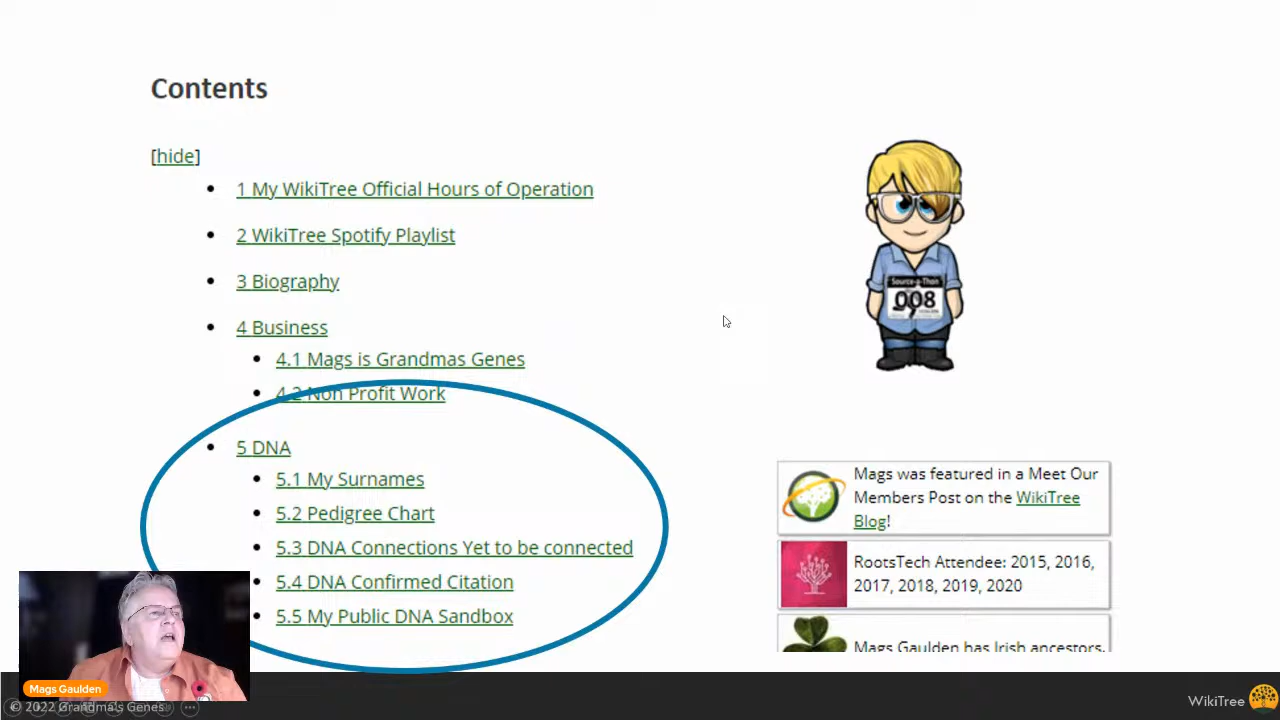 Contents
[hide]
1 My WikiTree Official Hours of Operation
2 WikiTree Spotify Playlist
3 Biography
4 Business
4.1 Mags is Grandmas Genes
4.2 Non Profit Work
5 DNA
5.1 My Surnames
5.2 Pedigree Chart
5.3 DNA Connections Yet to be connected
5.4 DNA Confirmed Citation
5.5 My Public DNA Sandbox
Source-a-Thon
008
Mags was featured in a Meet Our
Members Post on the WikiTree
Blog!
RootsTech Attendee: 2015, 2016,
2017, 2018, 2019, 2020
Mags Gaulden has Irish ancestors.
Mags Gaulden
© 2022 Grandma's Genes
WikiTree